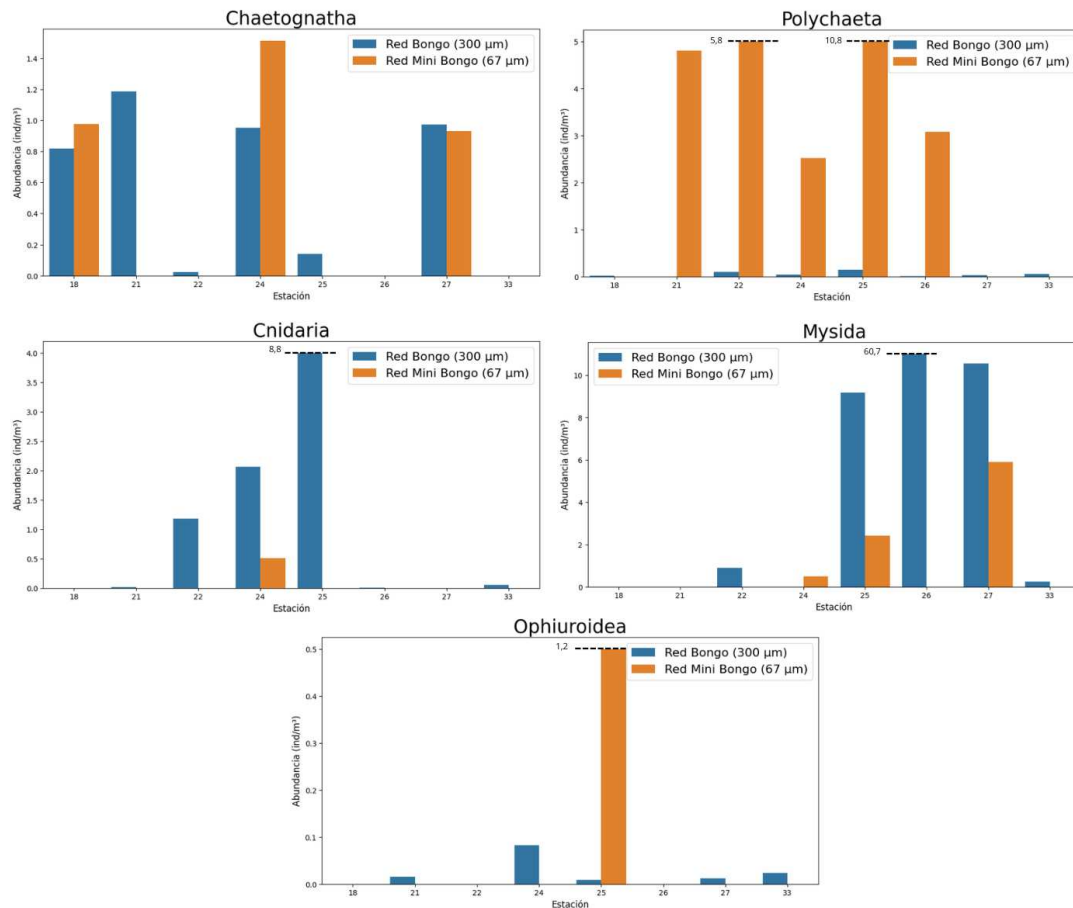 Chaetognatha
Red Bongo (300 µm)
Red Mini Bongo (67 µm)
Abundancia (ind/m³)
1.4
1.2
1.0
0.8
0.6
0.4
0.2
0.0
18 21 22 24 25 26 27 33
Estación
Polychaeta
5,8 10,8
Red Bongo (300 µm)
Red Mini Bongo (67 µm)
Abundancia (ind/m³)
5
4
3
2
1
0
18 21 22 24 25 26 27 33
Estación
Cnidaria
8,8
Red Bongo (300 µm)
Red Mini Bongo (67 µm)
Abundancia (ind/m³)
4.0
3.5
3.0
2.5
2.0
1.5
1.0
0.5
0.0
18 21 22 24 25 26 27 33
Estación
Mysida
60,7
Red Bongo (300 µm)
Red Mini Bongo (67 µm)
Abundancia (ind/m³)
10
8
6
4
2
0
18 21 22 24 25 26 27 33
Estación
Ophiuroidea
1,2
Red Bongo (300 µm)
Red Mini Bongo (67 µm)
Abundancia (ind/m³)
0.5
0.4
0.3
0.2
0.1
0.0
18 21 22 24 25 26 27 33
Estación